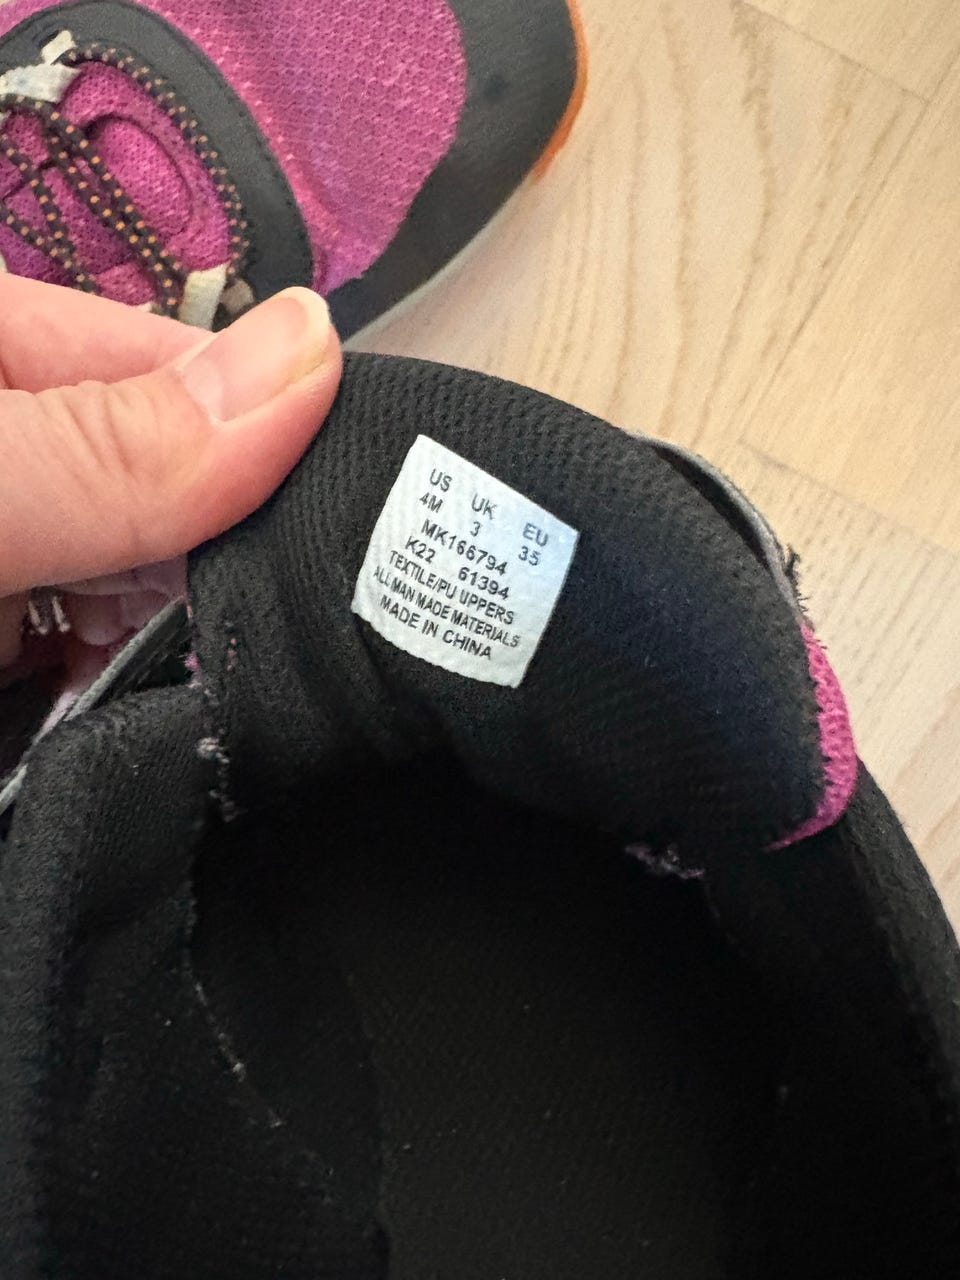 US UK EU
4M 3 35
MK166794
K22 61394
TEXTILE/PU UPPERS
ALL MAN MADE MATERIALS
MADE IN CHINA